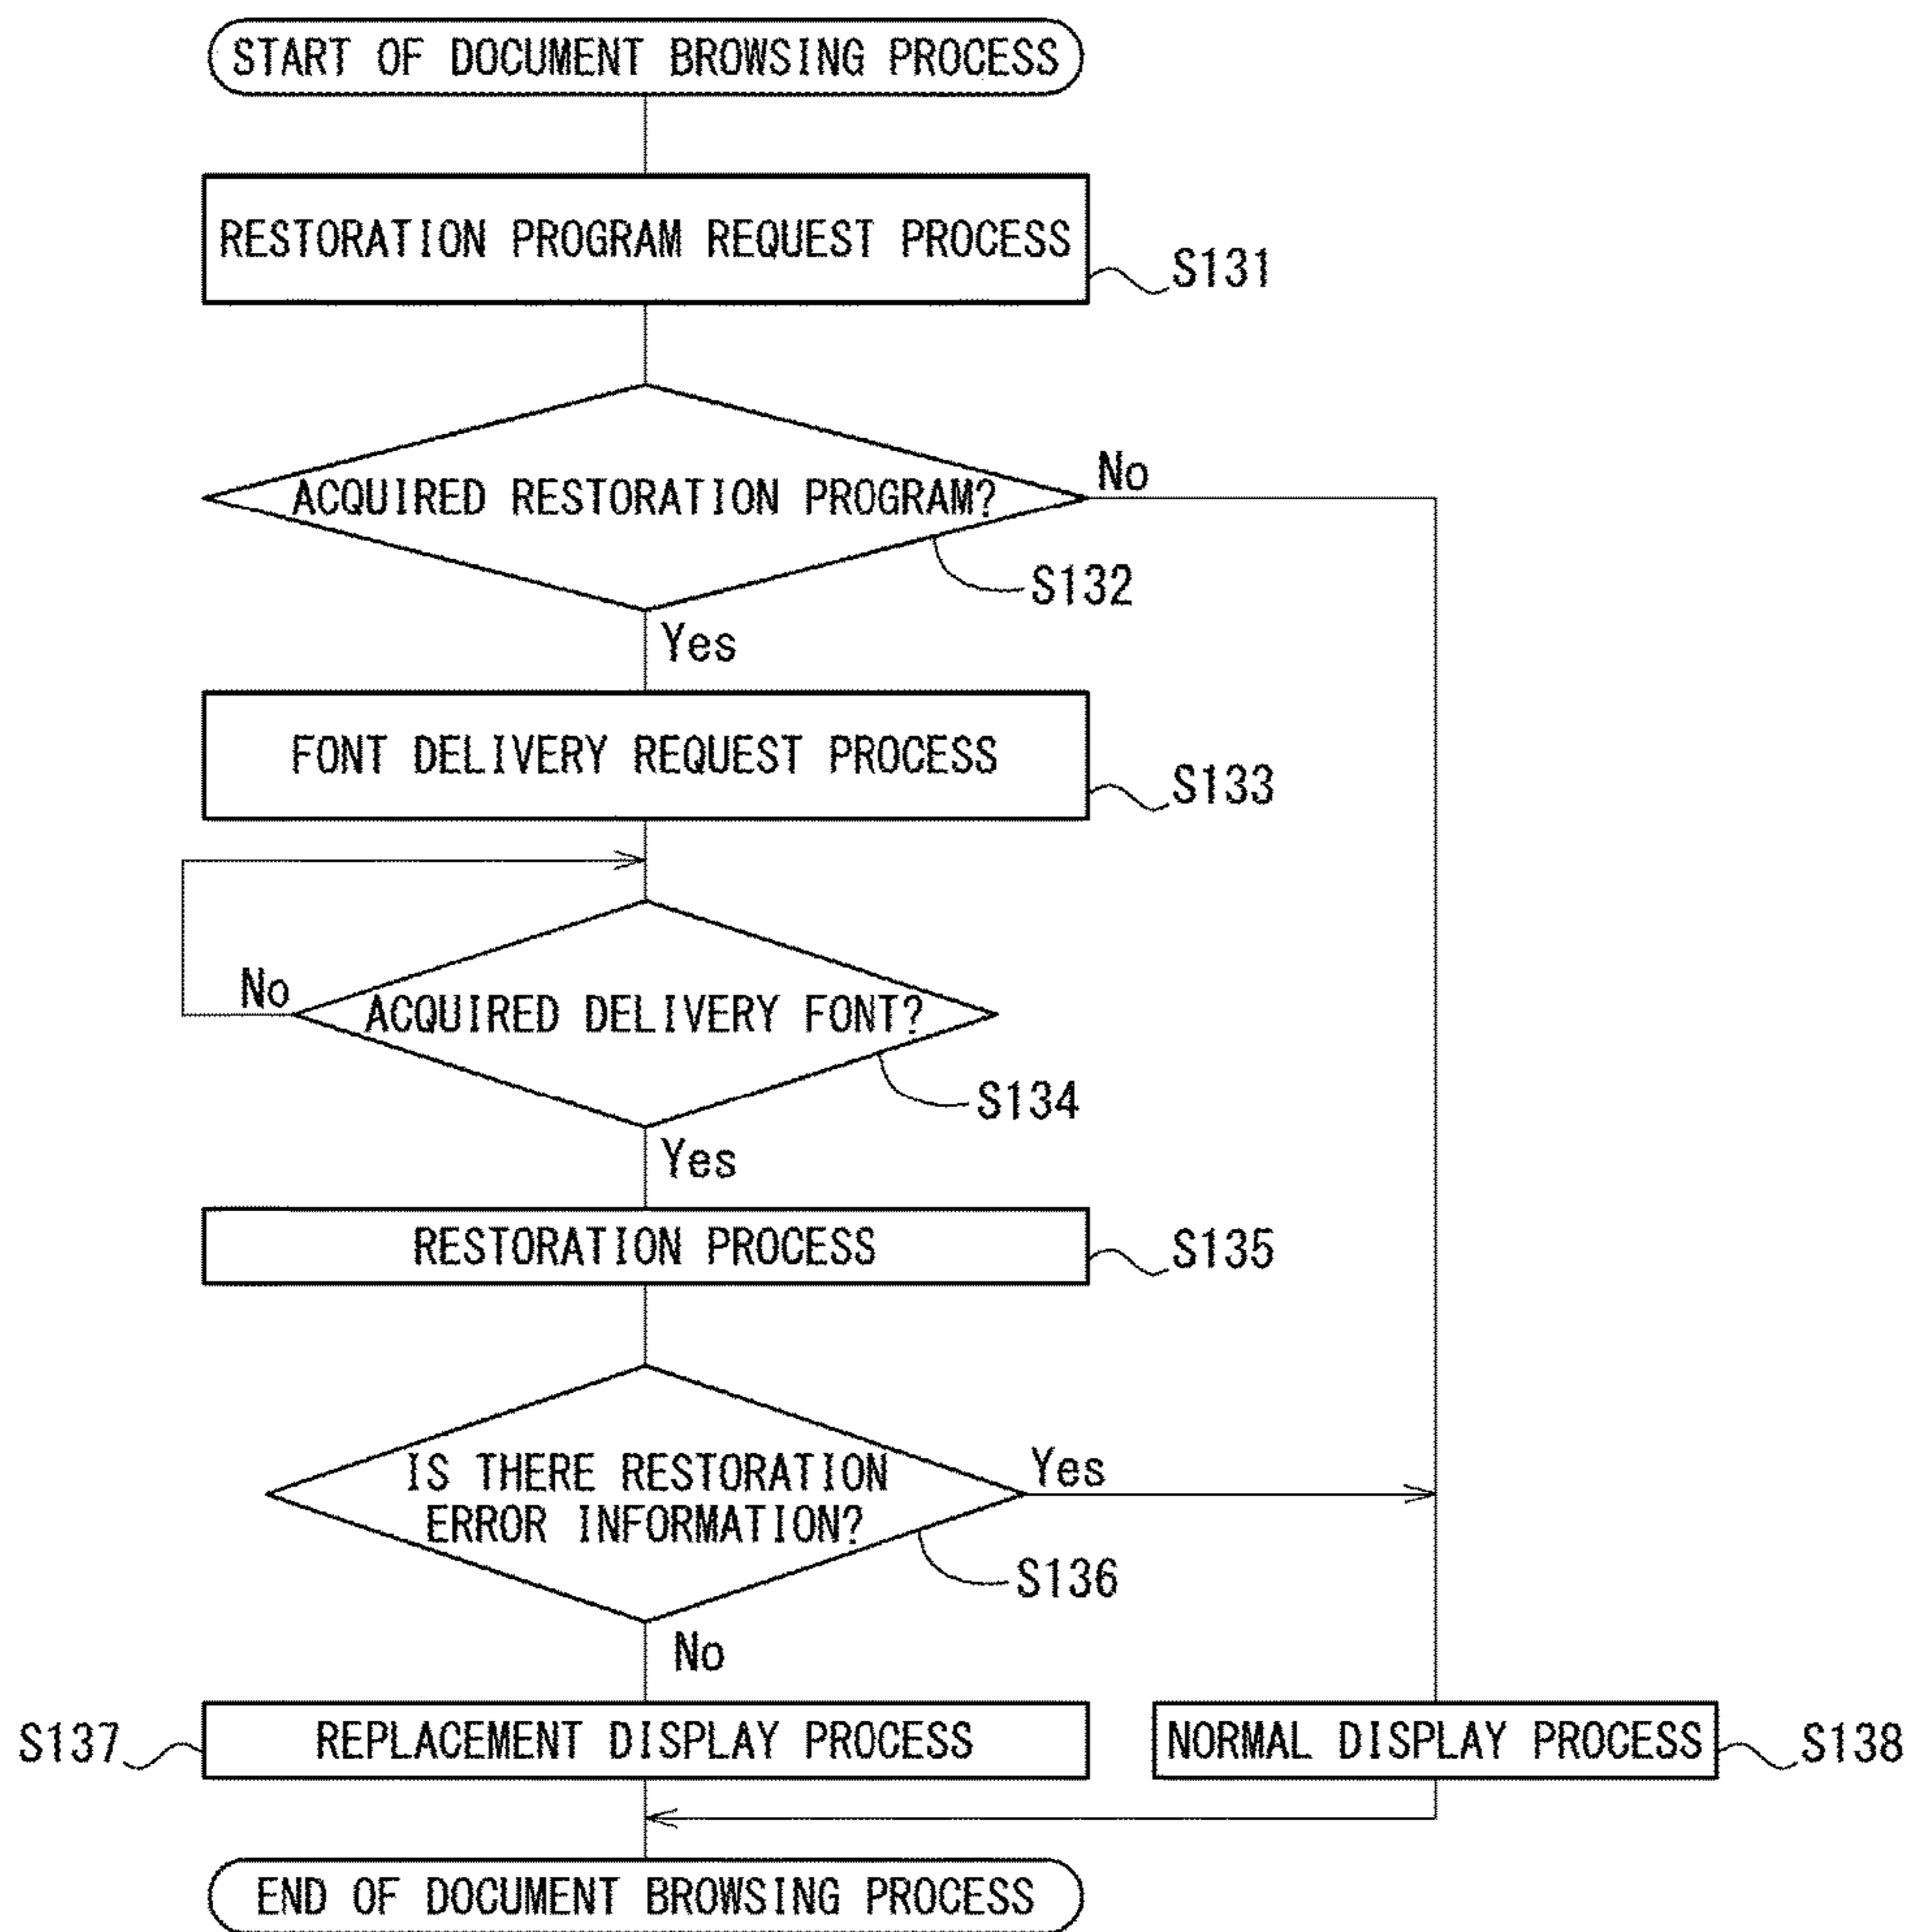 START OF DOCUMENT BROWSING PROCESS
RESTORATION PROGRAM REQUEST PROCESS
S131
ACQUIRED RESTORATION PROGRAM?
No
S132
Yes
FONT DELIVERY REQUEST PROCESS
S133
No
ACQUIRED DELIVERY FONT?
S134
Yes
RESTORATION PROCESS
S135
IS THERE RESTORATION
ERROR INFORMATION?
Yes
S136
No
S137
REPLACEMENT DISPLAY PROCESS
NORMAL DISPLAY PROCESS
S138
END OF DOCUMENT BROWSING PROCESS